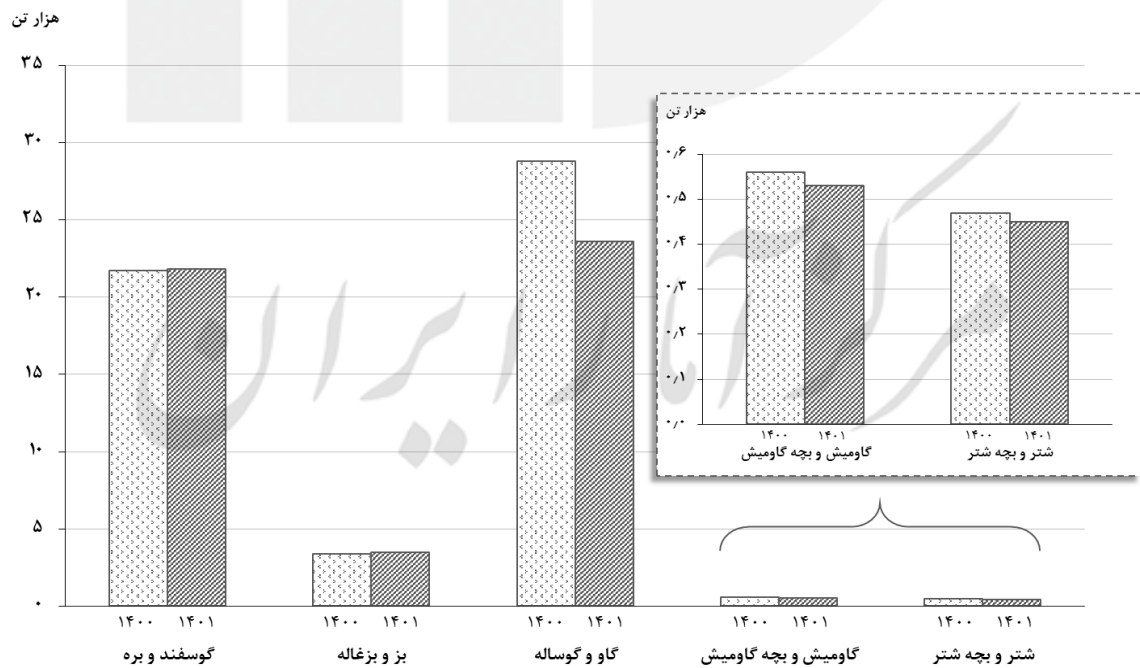 هزار تن
۳۵
۳۰
۲۵
۲۰
۱۵
۱۰
۵
۰
۱۴۰۰ ۱۴۰۱
گوسفند و بره
۱۴۰۰ ۱۴۰۱
بز و بزغاله
۱۴۰۰ ۱۴۰۱
گاو و گوساله
۱۴۰۰ ۱۴۰۱
گاومیش و بچه گاومیش
۱۴۰۰ ۱۴۰۱
شتر و بچه شتر
هزار تن
۰٫۶
۰٫۵
۰٫۴
۰٫۳
۰٫۲
۰٫۱
۰٫۰
۱۴۰۰ ۱۴۰۱
گاومیش و بچه گاومیش
۱۴۰۰ ۱۴۰۱
شتر و بچه شتر
مرکز آمار ایران